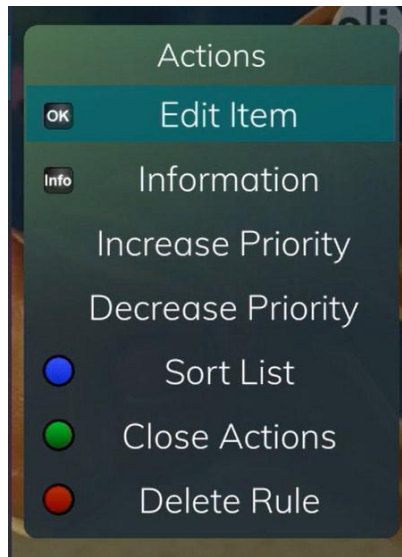 Actions
OK Edit Item
Info Information
Increase Priority
Decrease Priority
Sort List
Close Actions
Delete Rule